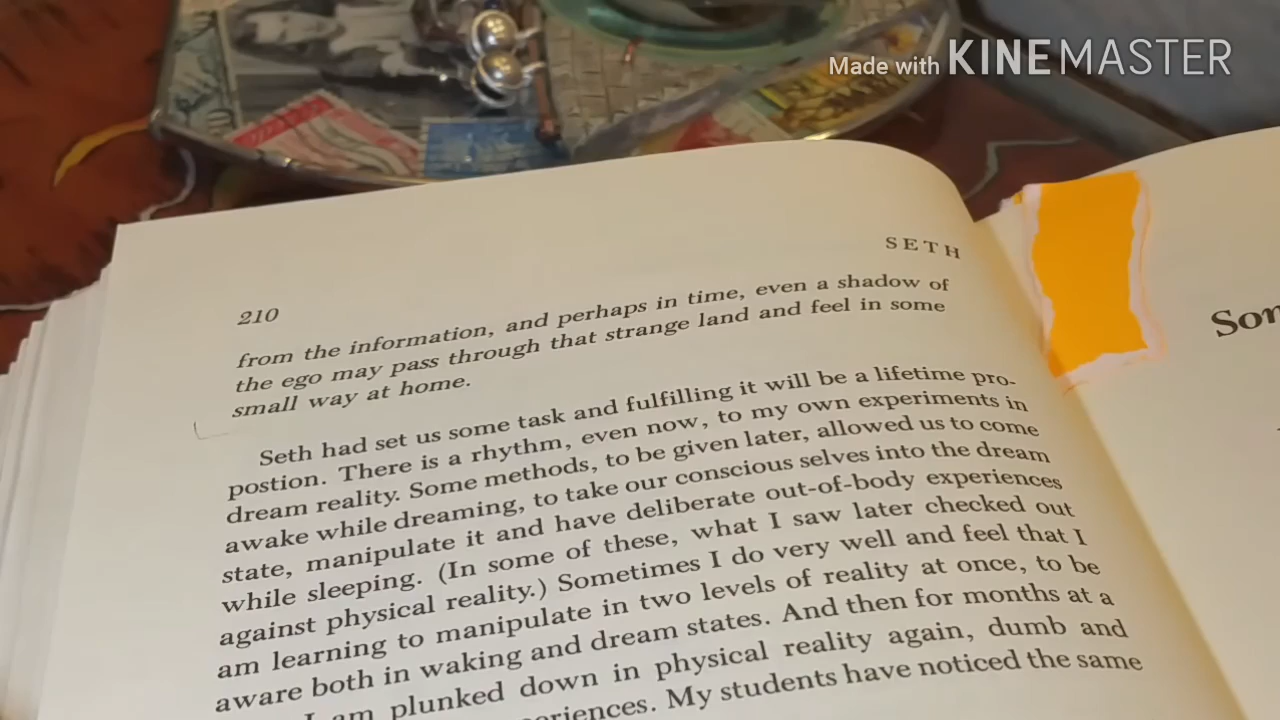 Made with KINEMASTER
SETH
210
from the information, and perhaps in time, even a shadow of
the ego may pass through that strange land and feel in some
small way at home.
Seth had set us some task and fulfilling it will be a lifetime pro-
postion. There is a rhythm, even now, to my own experiments in
dream reality. Some methods, to be given later, allowed us to come
awake while dreaming, to take our conscious selves into the dream
state, manipulate it and have deliberate out-of-body experiences
while sleeping. (In some of these, what I saw later checked out
against physical reality.) Sometimes I do very well and feel that I
am learning to manipulate in two levels of reality at once, to be
aware both in waking and dream states. And then for months at a
I am plunked down in physical reality again, dumb and
My students have noticed the same